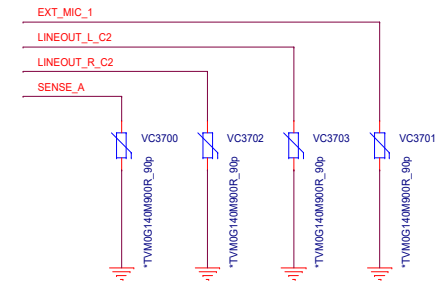 EXT_MIC_1
LINEOUT_L_C2
LINEOUT_R_C2
SENSE_A
VC3700
VC3702
VC3703
VC3701
*TVM0G140M900R_90p
*TVM0G140M900R_90p
*TVM0G140M900R_90p
*TVM0G140M900R_90p